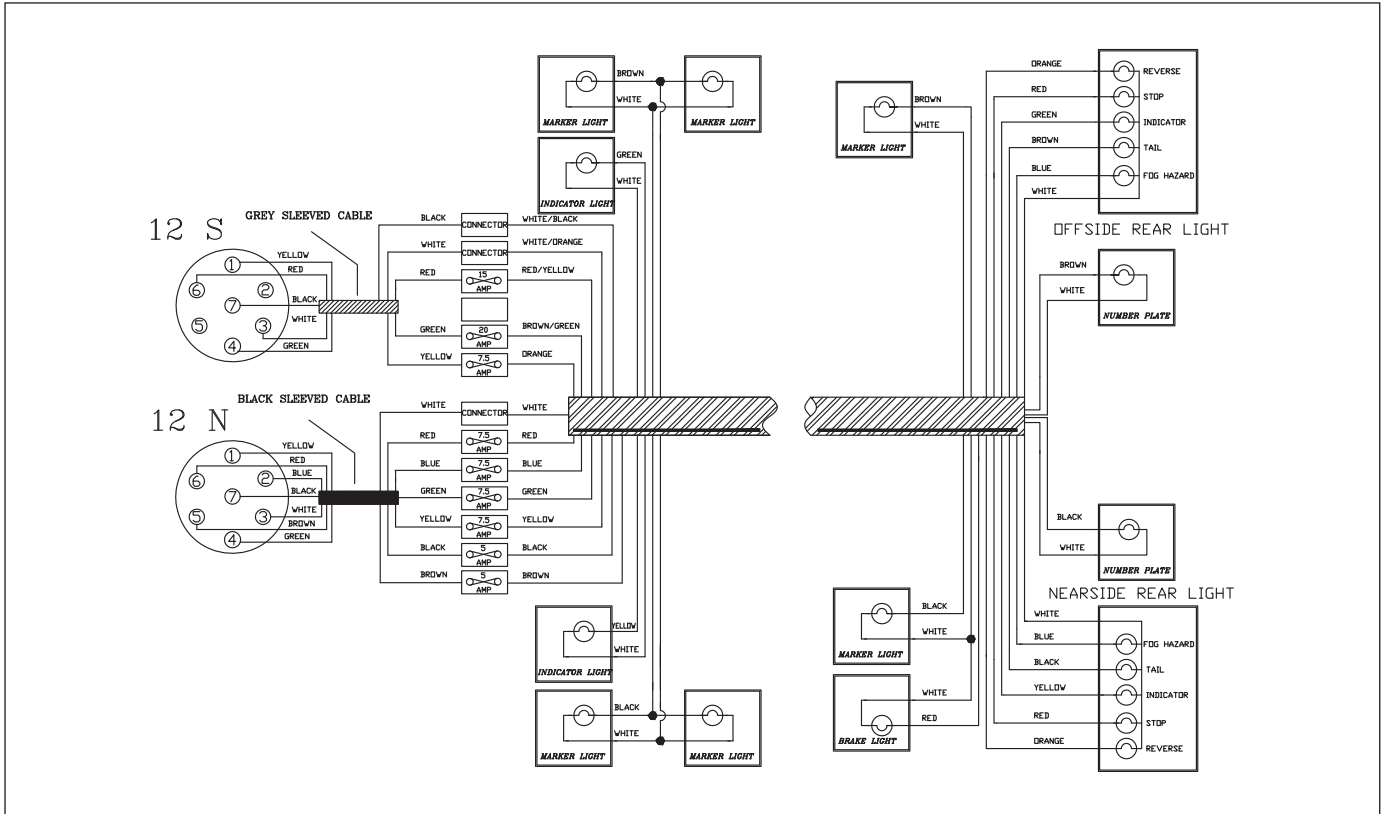 BROWN
WHITE
MARKER LIGHT
MARKER LIGHT
GREEN
WHITE
INDICATOR LIGHT
12 S
GREY SLEEVED CABLE
1
2
3
4
5
6
7
YELLOW
RED
BLACK
WHITE
GREEN
BLACK
CONNECTOR
WHITE/BLACK
WHITE
CONNECTOR
WHITE/ORANGE
RED
15
AMP
RED/YELLOW
GREEN
20
AMP
BROWN/GREEN
YELLOW
7.5
AMP
ORANGE
12 N
BLACK SLEEVED CABLE
1
2
3
4
5
6
7
YELLOW
RED
BLUE
BLACK
WHITE
BROWN
GREEN
WHITE
CONNECTOR
WHITE
RED
7.5
AMP
RED
BLUE
7.5
AMP
BLUE
GREEN
7.5
AMP
GREEN
YELLOW
7.5
AMP
YELLOW
BLACK
5
AMP
BLACK
BROWN
5
AMP
BROWN
YELLOW
WHITE
INDICATOR LIGHT
BLACK
WHITE
MARKER LIGHT
MARKER LIGHT
BROWN
WHITE
MARKER LIGHT
ORANGE
REVERSE
RED
STOP
GREEN
INDICATOR
BROWN
TAIL
BLUE
FOG HAZARD
WHITE
OFFSIDE REAR LIGHT
BROWN
WHITE
NUMBER PLATE
BLACK
WHITE
NUMBER PLATE
NEARSIDE REAR LIGHT
BLACK
WHITE
MARKER LIGHT
WHITE
RED
BRAKE LIGHT
WHITE
BLUE
FOG HAZARD
BLACK
TAIL
YELLOW
INDICATOR
RED
STOP
ORANGE
REVERSE